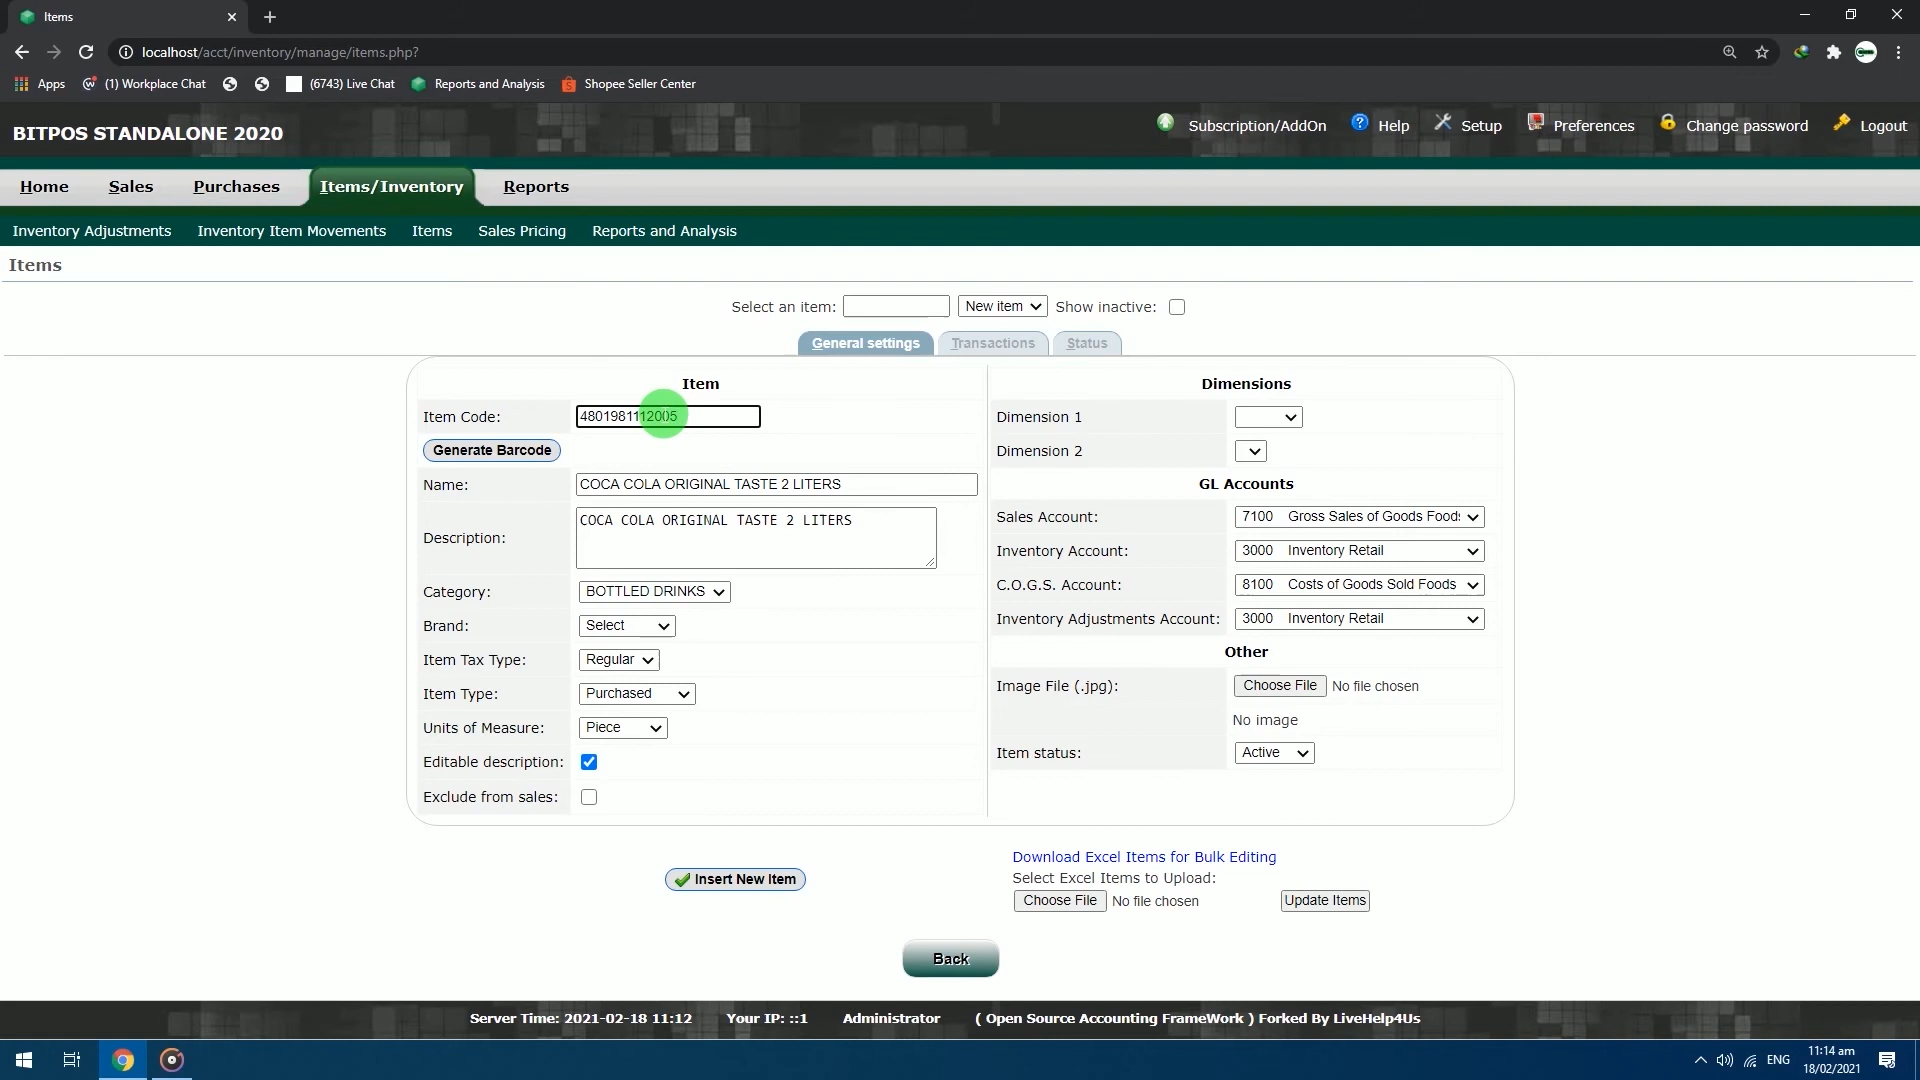 Items
localhost/acct/inventory/manage/items.php?
Apps (1) Workplace Chat (6743) Live Chat Reports and Analysis Shopee Seller Center
BITPOS STANDALONE 2020
Subscription/AddOn Help Setup Preferences Change password Logout
Home Sales Purchases Items/Inventory Reports
Inventory Adjustments Inventory Item Movements Items Sales Pricing Reports and Analysis
Items
Select an item: New item Show inactive:
General settings Transactions Status
Item
Item Code: 4801981112005
Generate Barcode
Name: COCA COLA ORIGINAL TASTE 2 LITERS
Description: COCA COLA ORIGINAL TASTE 2 LITERS
Category: BOTTLED DRINKS
Brand: Select
Item Tax Type: Regular
Item Type: Purchased
Units of Measure: Piece
Editable description:
Exclude from sales:
Dimensions
Dimension 1
Dimension 2
GL Accounts
Sales Account: 7100 Gross Sales of Goods Foods
Inventory Account: 3000 Inventory Retail
C.O.G.S. Account: 8100 Costs of Goods Sold Foods
Inventory Adjustments Account: 3000 Inventory Retail
Other
Image File (.jpg): Choose File No file chosen
No image
Item status: Active
Insert New Item
Download Excel Items for Bulk Editing
Select Excel Items to Upload:
Choose File No file chosen Update Items
Back
Server Time: 2021-02-18 11:12 Your IP: ::1 Administrator ( Open Source Accounting FrameWork ) Forked By LiveHelp4Us
ENG 11:14 am
18/02/2021